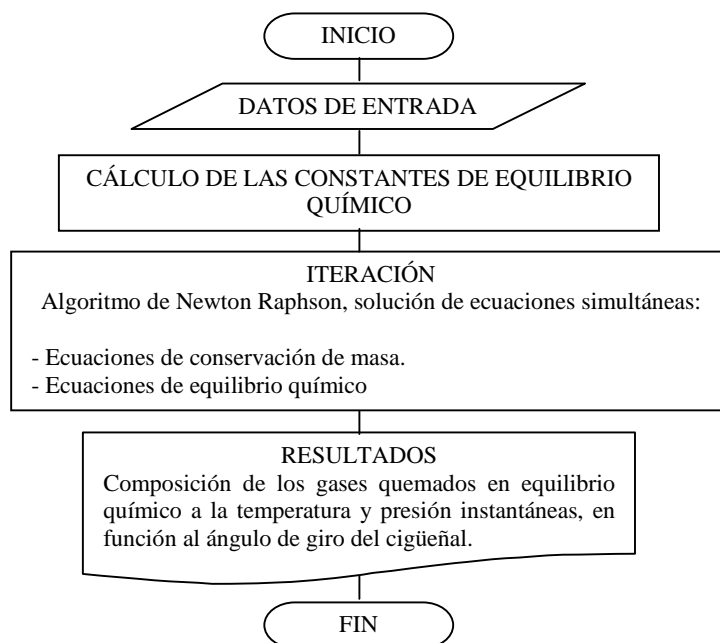 INICIO
DATOS DE ENTRADA
CÁLCULO DE LAS CONSTANTES DE EQUILIBRIO
QUÍMICO
ITERACIÓN
Algoritmo de Newton Raphson, solución de ecuaciones simultáneas:
- Ecuaciones de conservación de masa.
- Ecuaciones de equilibrio químico
RESULTADOS
Composición de los gases quemados en equilibrio
químico a la temperatura y presión instantáneas, en
función al ángulo de giro del cigüeñal.
FIN